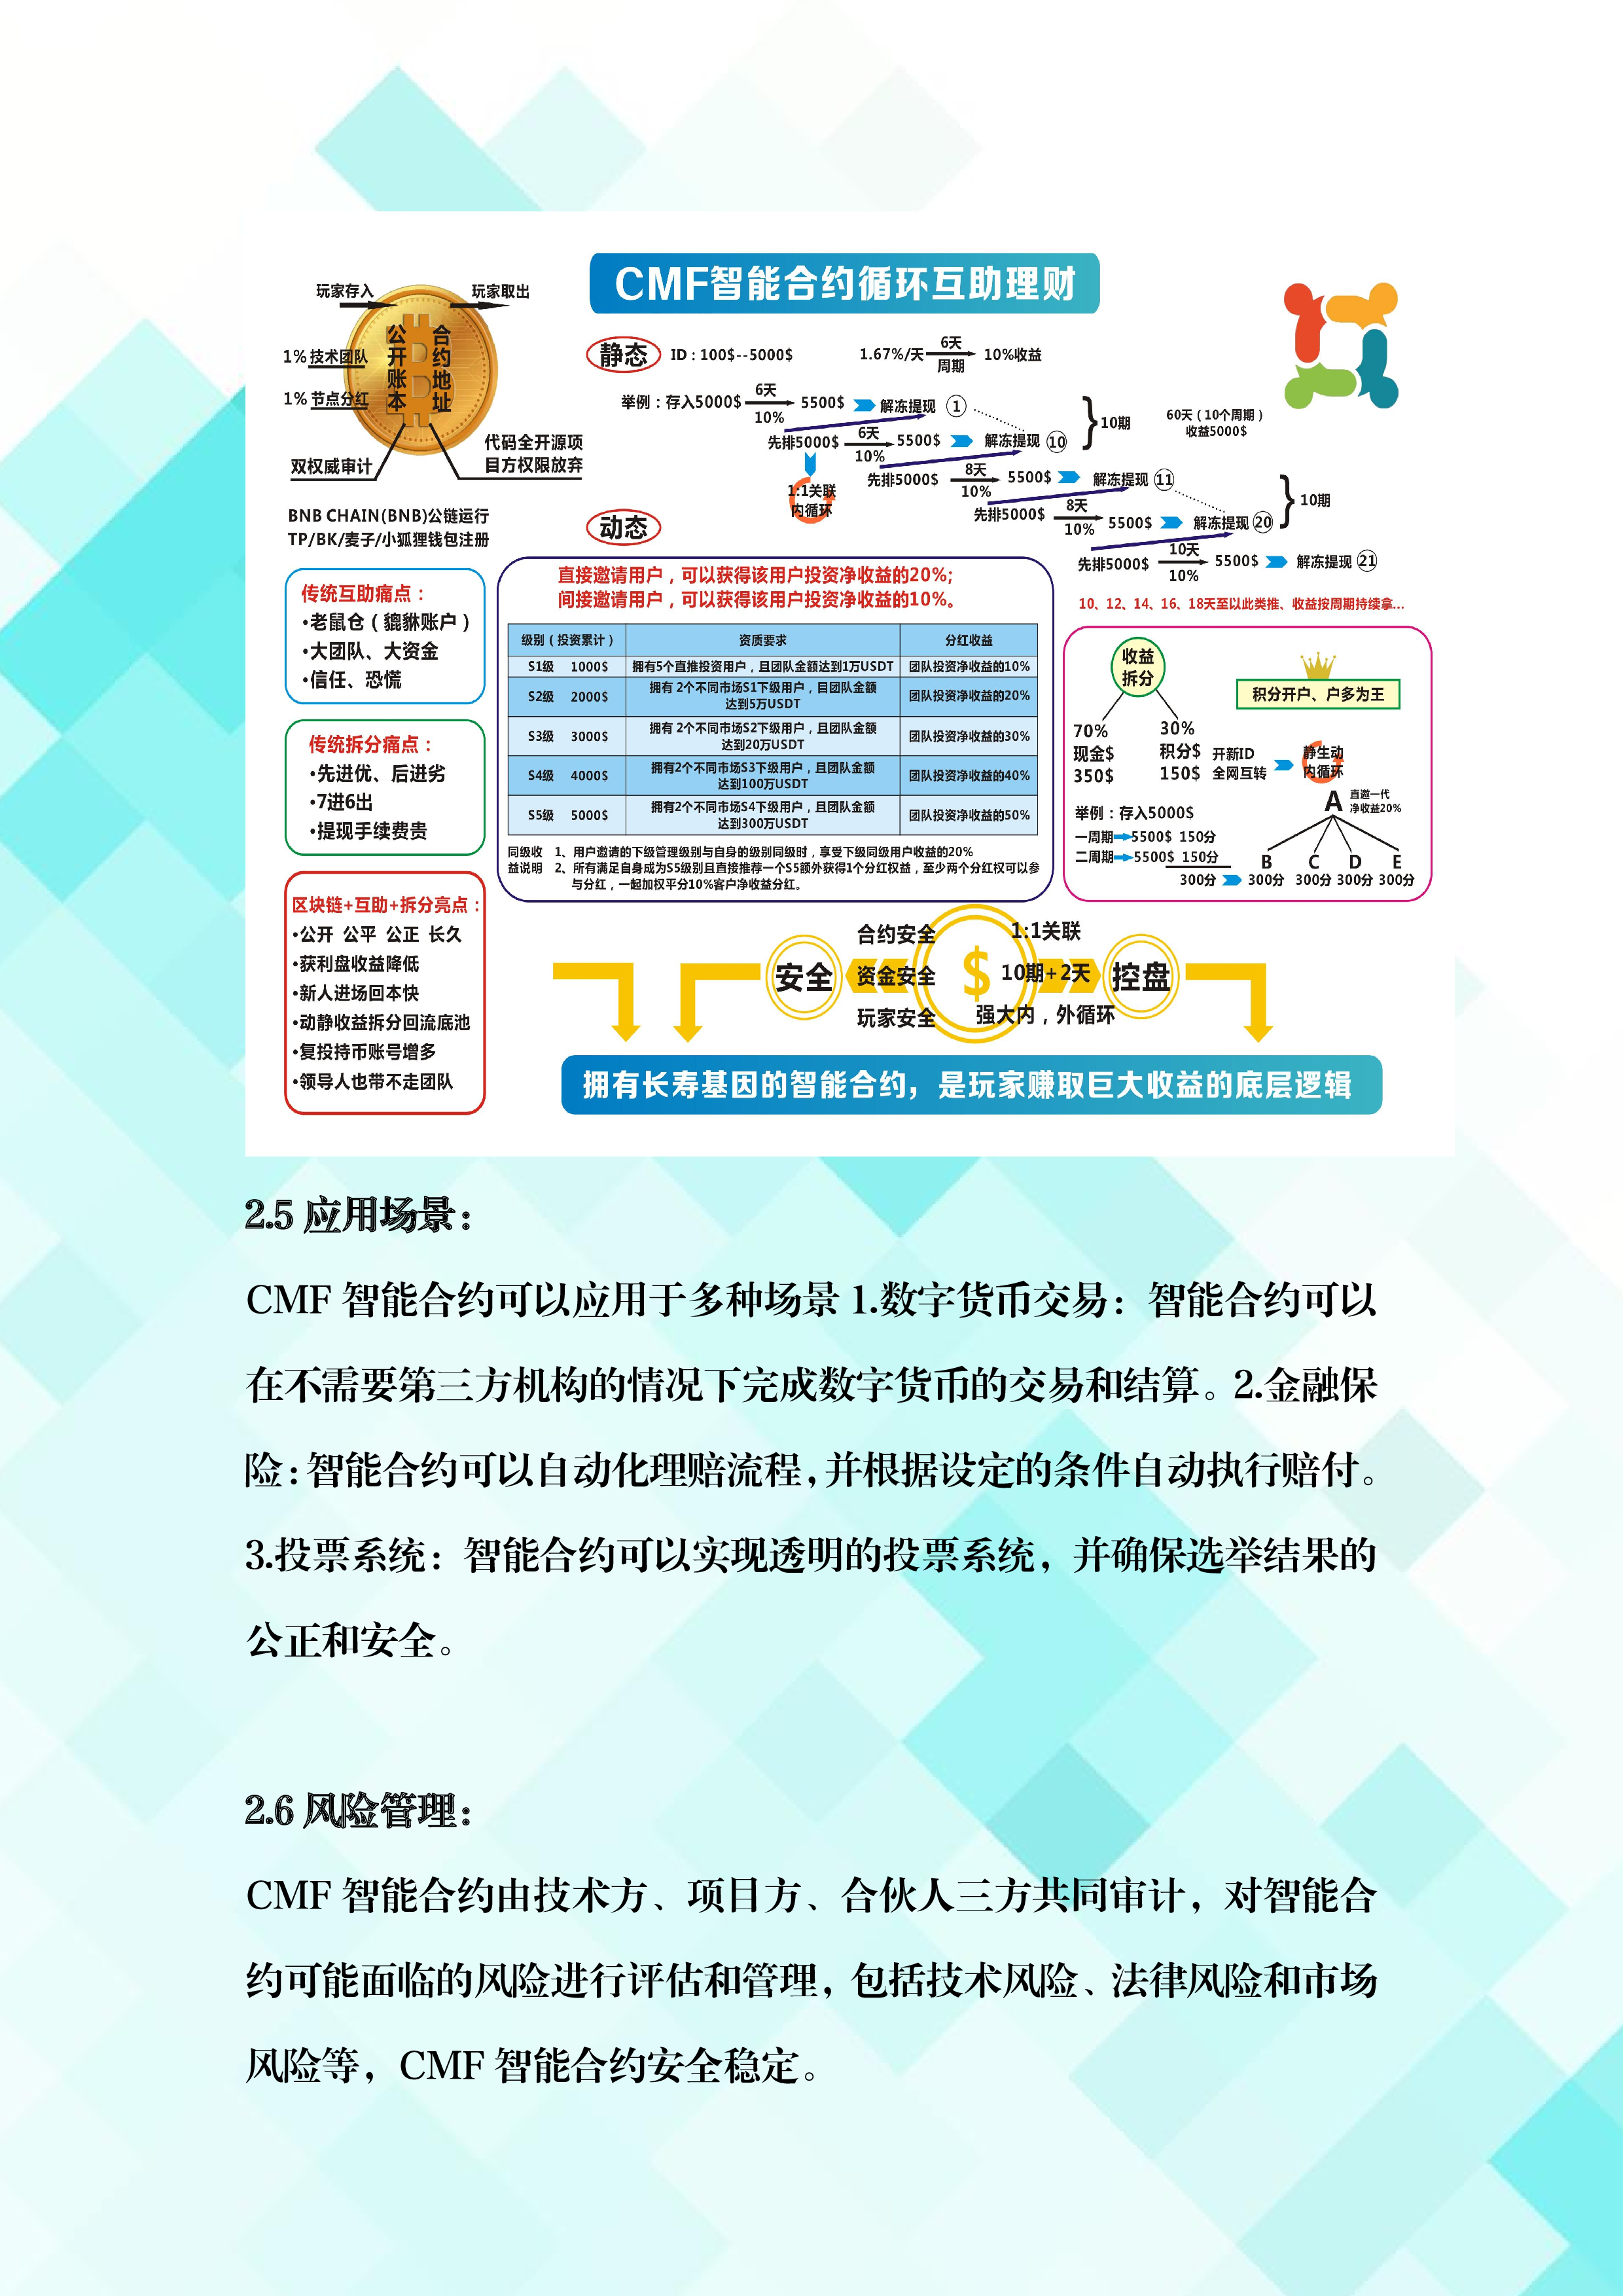 CMF智能合约循环互助理财
玩家存入
玩家取出
公开账本
合约地址
1%技术团队
1%节点分红
双权威审计
代码全开源项
目方权限放弃
BNB CHAIN(BNB)公链运行
TP/BK/麦子/小狐狸钱包注册
静态
ID：100$--5000$
1.67%/天
6天
周期
10%收益
举例：存入5000$
6天
10%
5500$
解冻提现
1
先排5000$
6天
10%
5500$
解冻提现
10
10期
60天（10个周期）
收益5000$
1:1关联
内循环
先排5000$
8天
10%
5500$
解冻提现
11
先排5000$
8天
10%
5500$
解冻提现
20
10期
先排5000$
10天
10%
5500$
解冻提现
21
10、12、14、16、18天至以此类推、收益按周期持续拿...
动态
直接邀请用户，可以获得该用户投资净收益的20%;
间接邀请用户，可以获得该用户投资净收益的10%。
级别（投资累计） 资质要求 分红收益
S1级 1000$ 拥有5个直推投资用户，且团队金额达到1万USDT 团队投资净收益的10%
S2级 2000$ 拥有 2个不同市场S1下级用户，目团队金额
达到5万USDT 团队投资净收益的20%
S3级 3000$ 拥有 2个不同市场S2下级用户，且团队金额
达到20万USDT 团队投资净收益的30%
S4级 4000$ 拥有2个不同市场S3下级用户，且团队金额
达到100万USDT 团队投资净收益的40%
S5级 5000$ 拥有2个不同市场S4下级用户，且团队金额
达到300万USDT 团队投资净收益的50%
同级收 1、用户邀请的下级管理级别与自身的级别同级时，享受下级同级用户收益的20%
益说明 2、所有满足自身成为S5级别且直接推荐一个S5额外获得1个分红权益，至少两个分红权可以参
与分红，一起加权平分10%客户净收益分红。
传统互助痛点：
·老鼠仓（貔貅账户）
·大团队、大资金
·信任、恐慌
传统拆分痛点：
·先进优、后进劣
·7进6出
·提现手续费贵
区块链+互助+拆分亮点：
·公开 公平 公正 长久
·获利盘收益降低
·新人进场回本快
·动静收益拆分回流底池
·复投持币账号增多
·领导人也带不走团队
收益
拆分
70%
现金$
350$
30%
积分$
150$
开新ID
全网互转
静生动
内循环
积分开户、户多为王
举例：存入5000$
一周期 5500$ 150分
二周期 5500$ 150分
300分
A
直邀一代
净收益20%
B C D E
300分 300分 300分 300分
安全
合约安全
资金安全
玩家安全
$
1:1关联
10期+2天
强大内，外循环
控盘
拥有长寿基因的智能合约，是玩家赚取巨大收益的底层逻辑
2.5 应用场景：
CMF 智能合约可以应用于多种场景 1.数字货币交易：智能合约可以
在不需要第三方机构的情况下完成数字货币的交易和结算。2.金融保
险：智能合约可以自动化理赔流程，并根据设定的条件自动执行赔付。
3.投票系统：智能合约可以实现透明的投票系统，并确保选举结果的
公正和安全。
2.6 风险管理：
CMF 智能合约由技术方、项目方、合伙人三方共同审计，对智能合
约可能面临的风险进行评估和管理，包括技术风险、法律风险和市场
风险等，CMF 智能合约安全稳定。